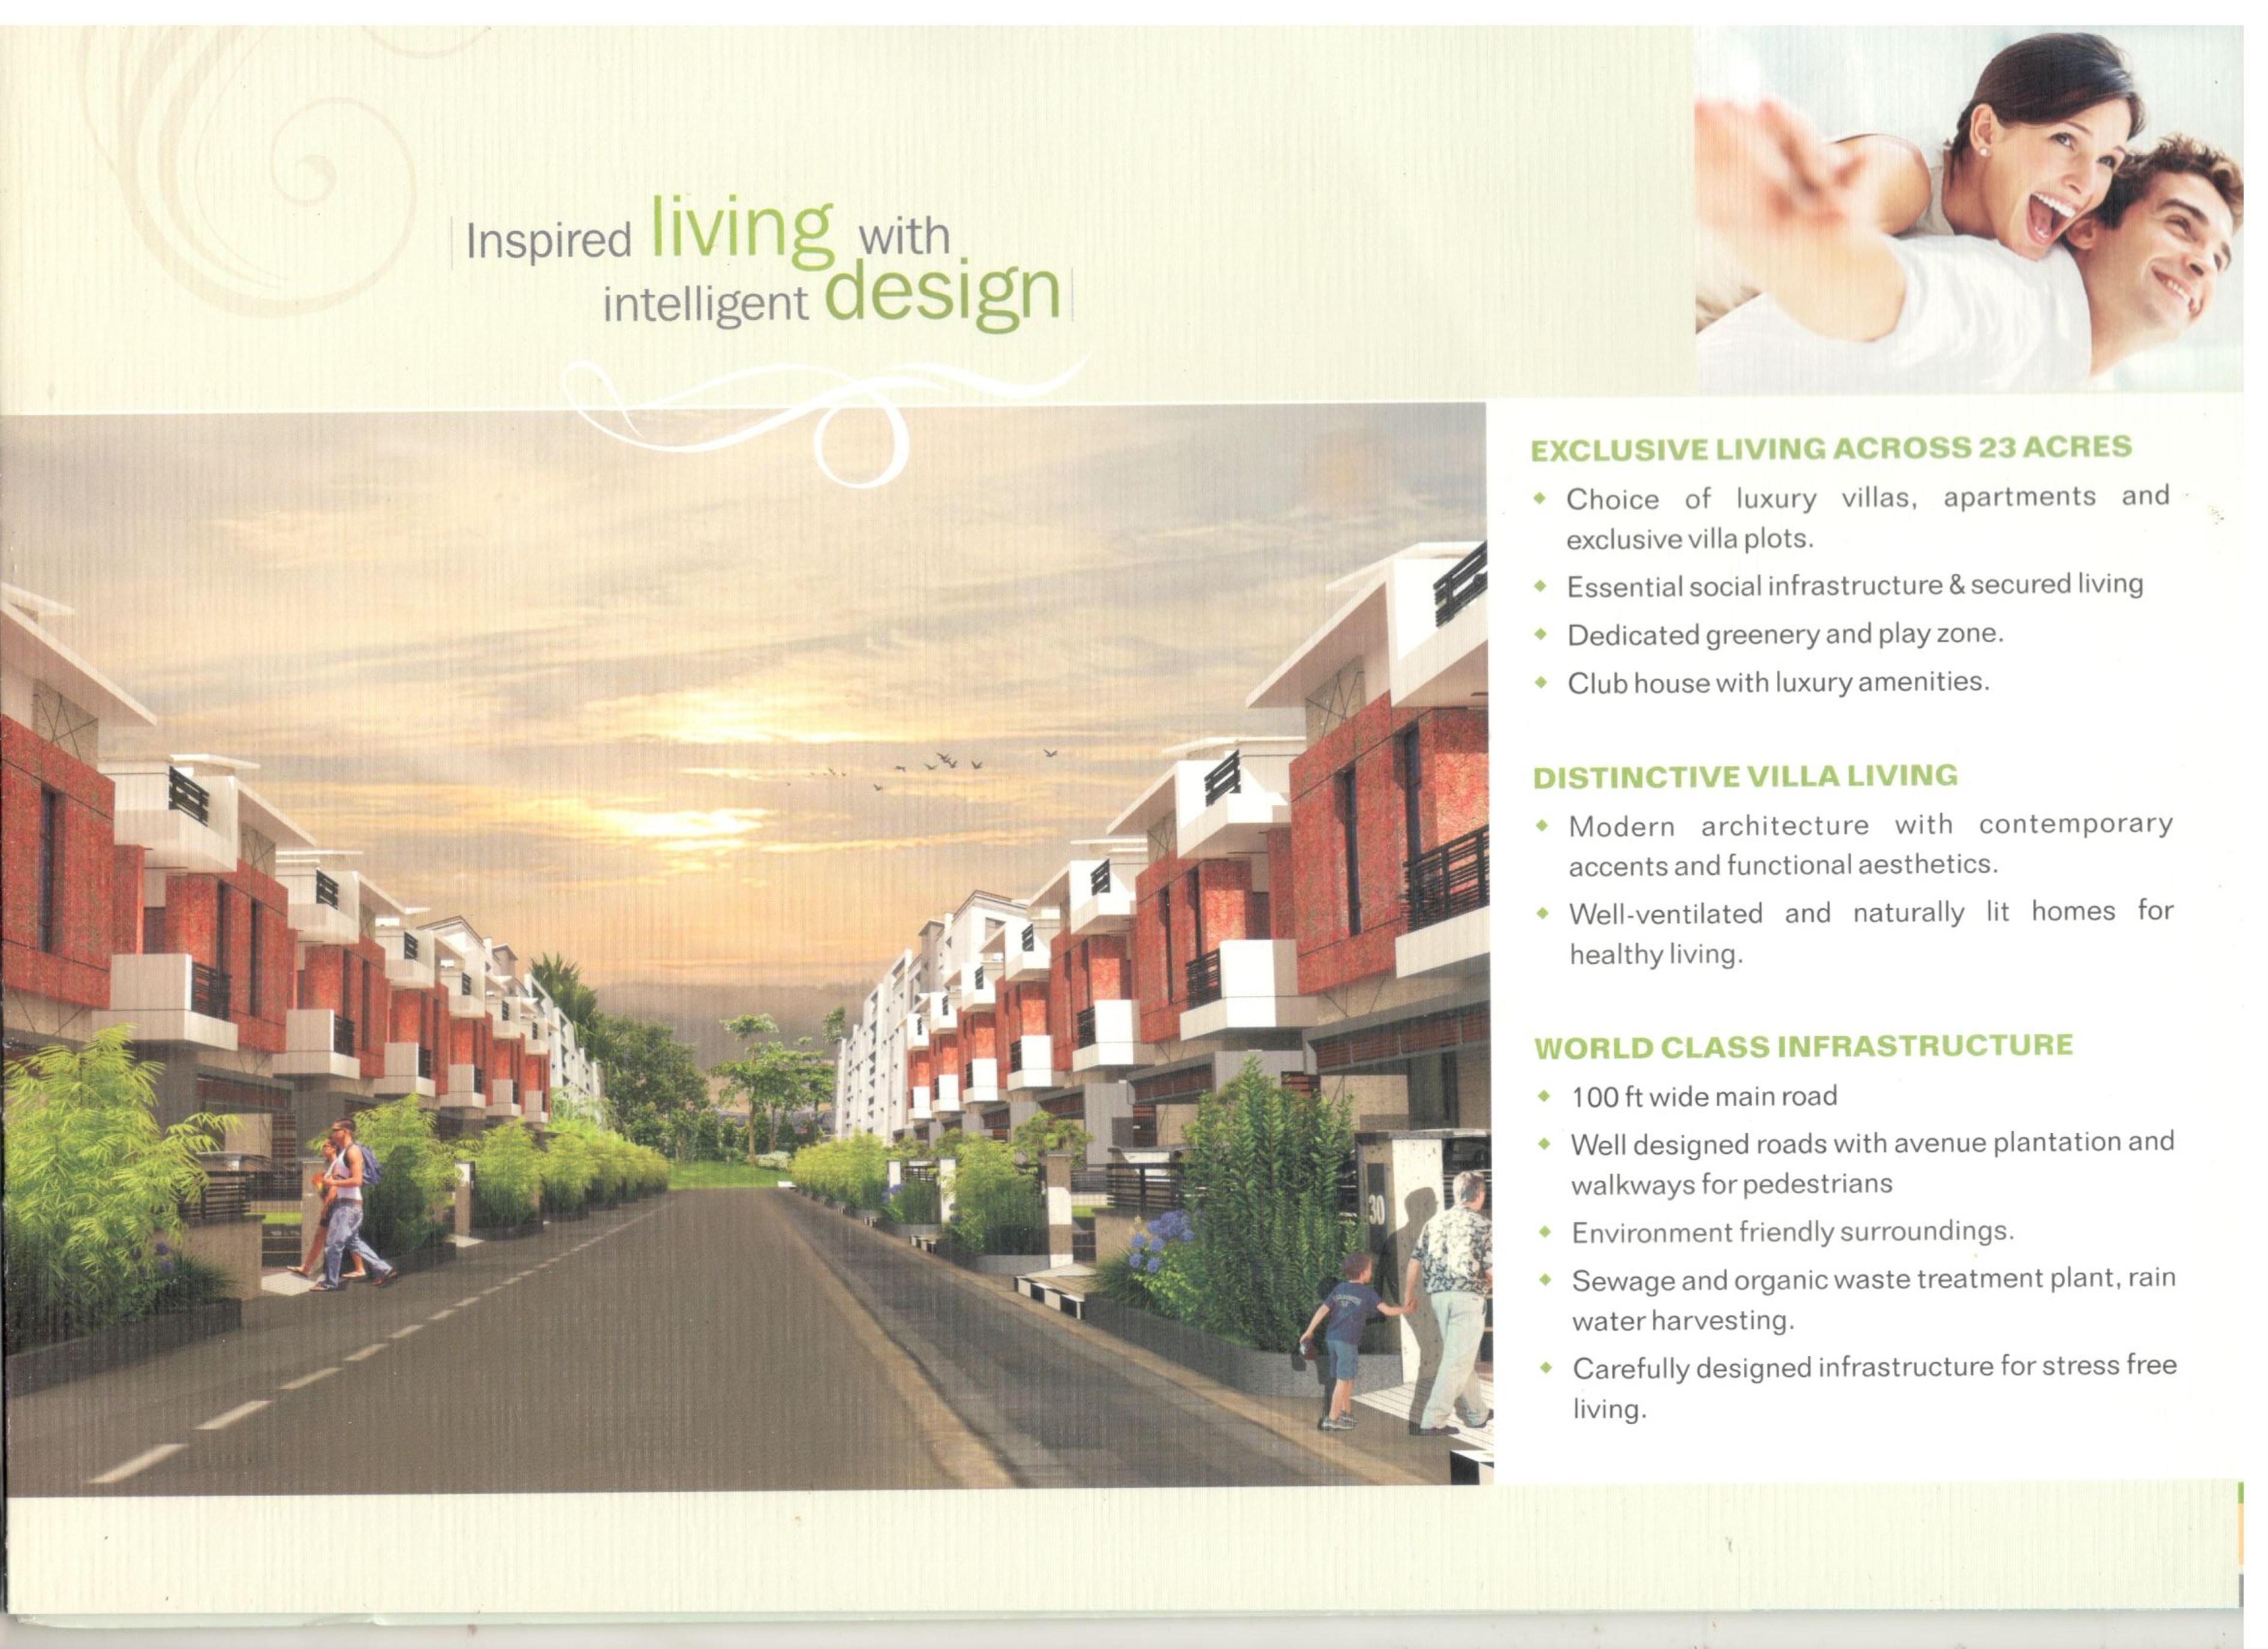 Inspired living with
intelligent design
EXCLUSIVE LIVING ACROSS 23 ACRES
Choice of luxury villas, apartments and
exclusive villa plots.
Essential social infrastructure & secured living
Dedicated greenery and play zone.
Club house with luxury amenities.
DISTINCTIVE VILLA LIVING
Modern architecture with contemporary
accents and functional aesthetics.
Well-ventilated and naturally lit homes for
healthy living.
WORLD CLASS INFRASTRUCTURE
100 ft wide main road
Well designed roads with avenue plantation and
walkways for pedestrians
Environment friendly surroundings.
Sewage and organic waste treatment plant, rain
water harvesting.
Carefully designed infrastructure for stress free
living.
30